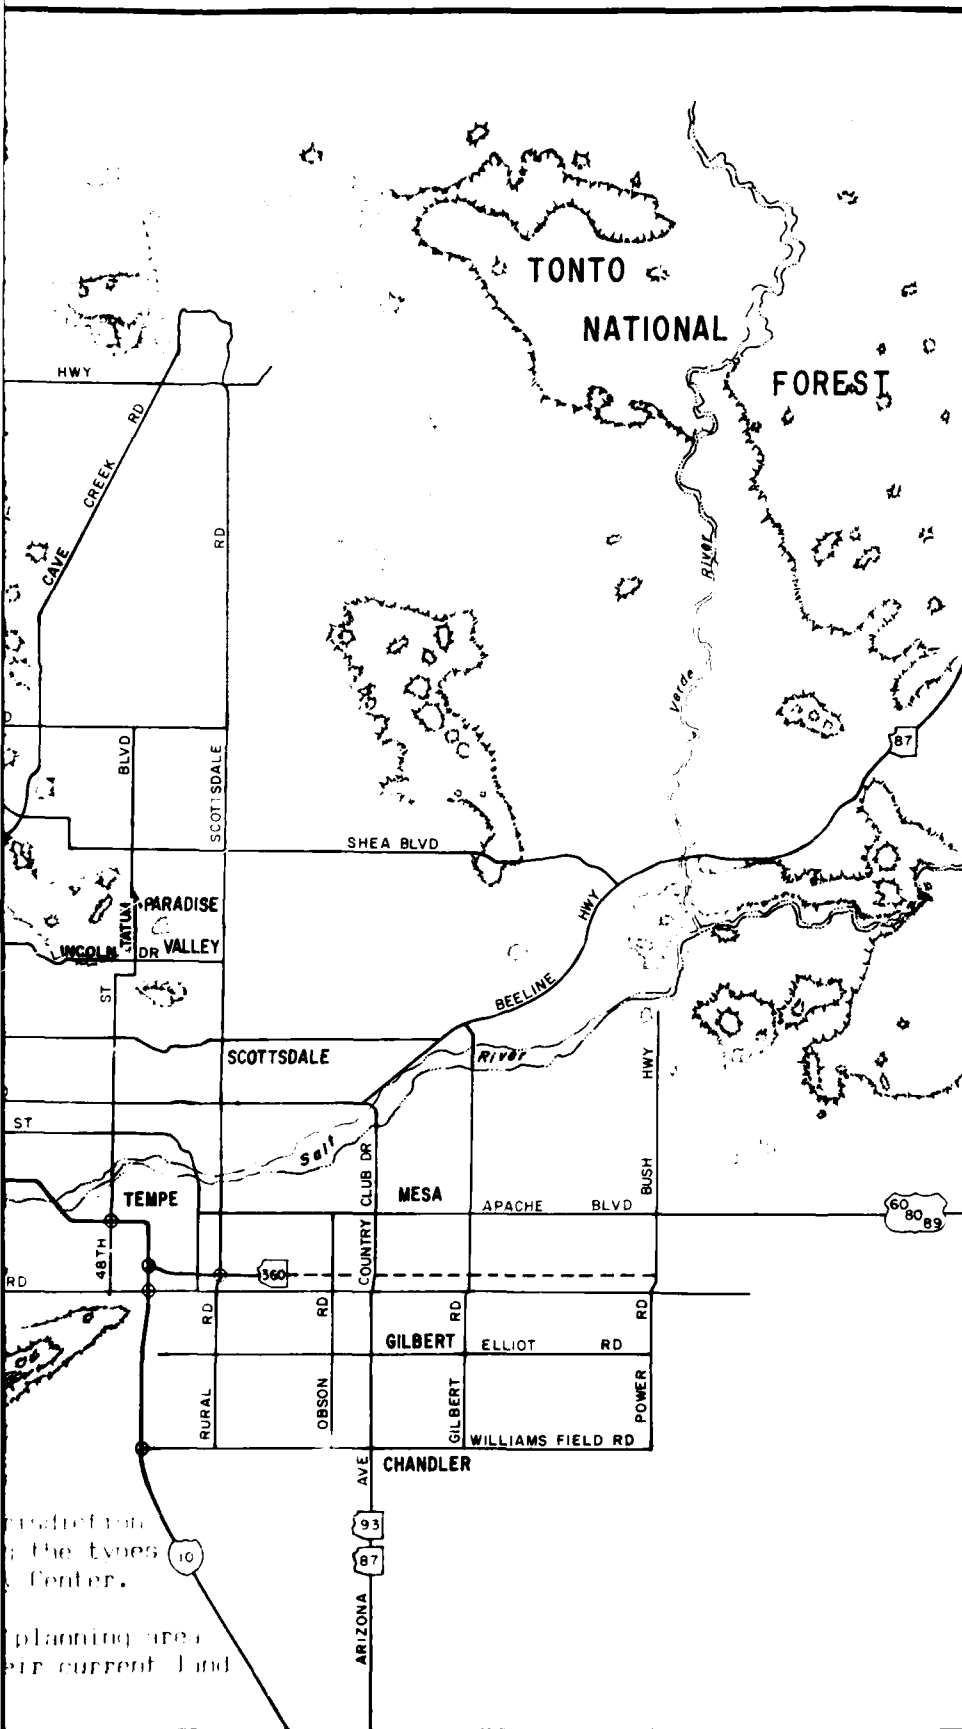 TONTO
NATIONAL
FOREST
HWY
CAVE CREEK RD
RD
River
Verde
87
BLVD
SCOTTSDALE
SHEA BLVD
PARADISE
TATUM
LINCOLN DR VALLEY
HWY
BEELINE
ST
SCOTTSDALE
River
HWY
ST
Salt
TEMPE
COUNTRY CLUB DR
MESA
APACHE BLVD
BUSH
60 80 89
48TH
360
RD
RD
RD
RD
RD
GILBERT
ELLIOT RD
RURAL
OBSON
GILBERT
POWER
WILLIAMS FIELD RD
CHANDLER
AVE
93
87
10
ARIZONA
the types
Center.
planning area
eir current land